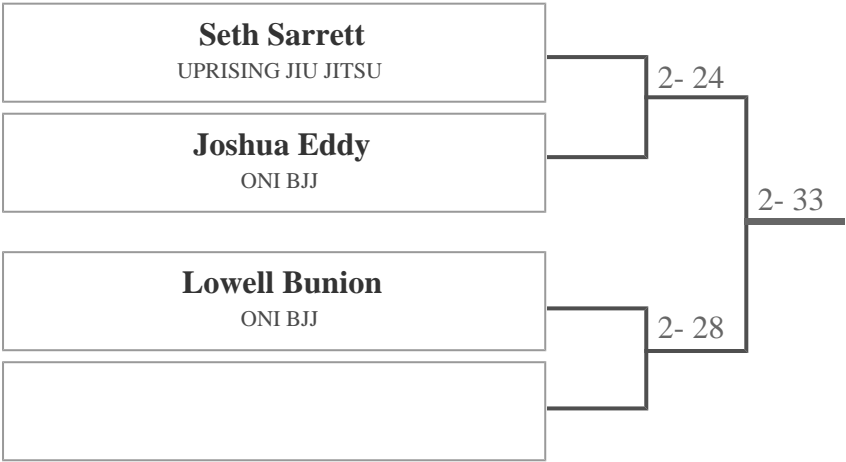 Seth Sarrett
UPRISING JIU JITSU
2- 24
Joshua Eddy
ONI BJJ
2- 33
Lowell Bunion
ONI BJJ
2- 28